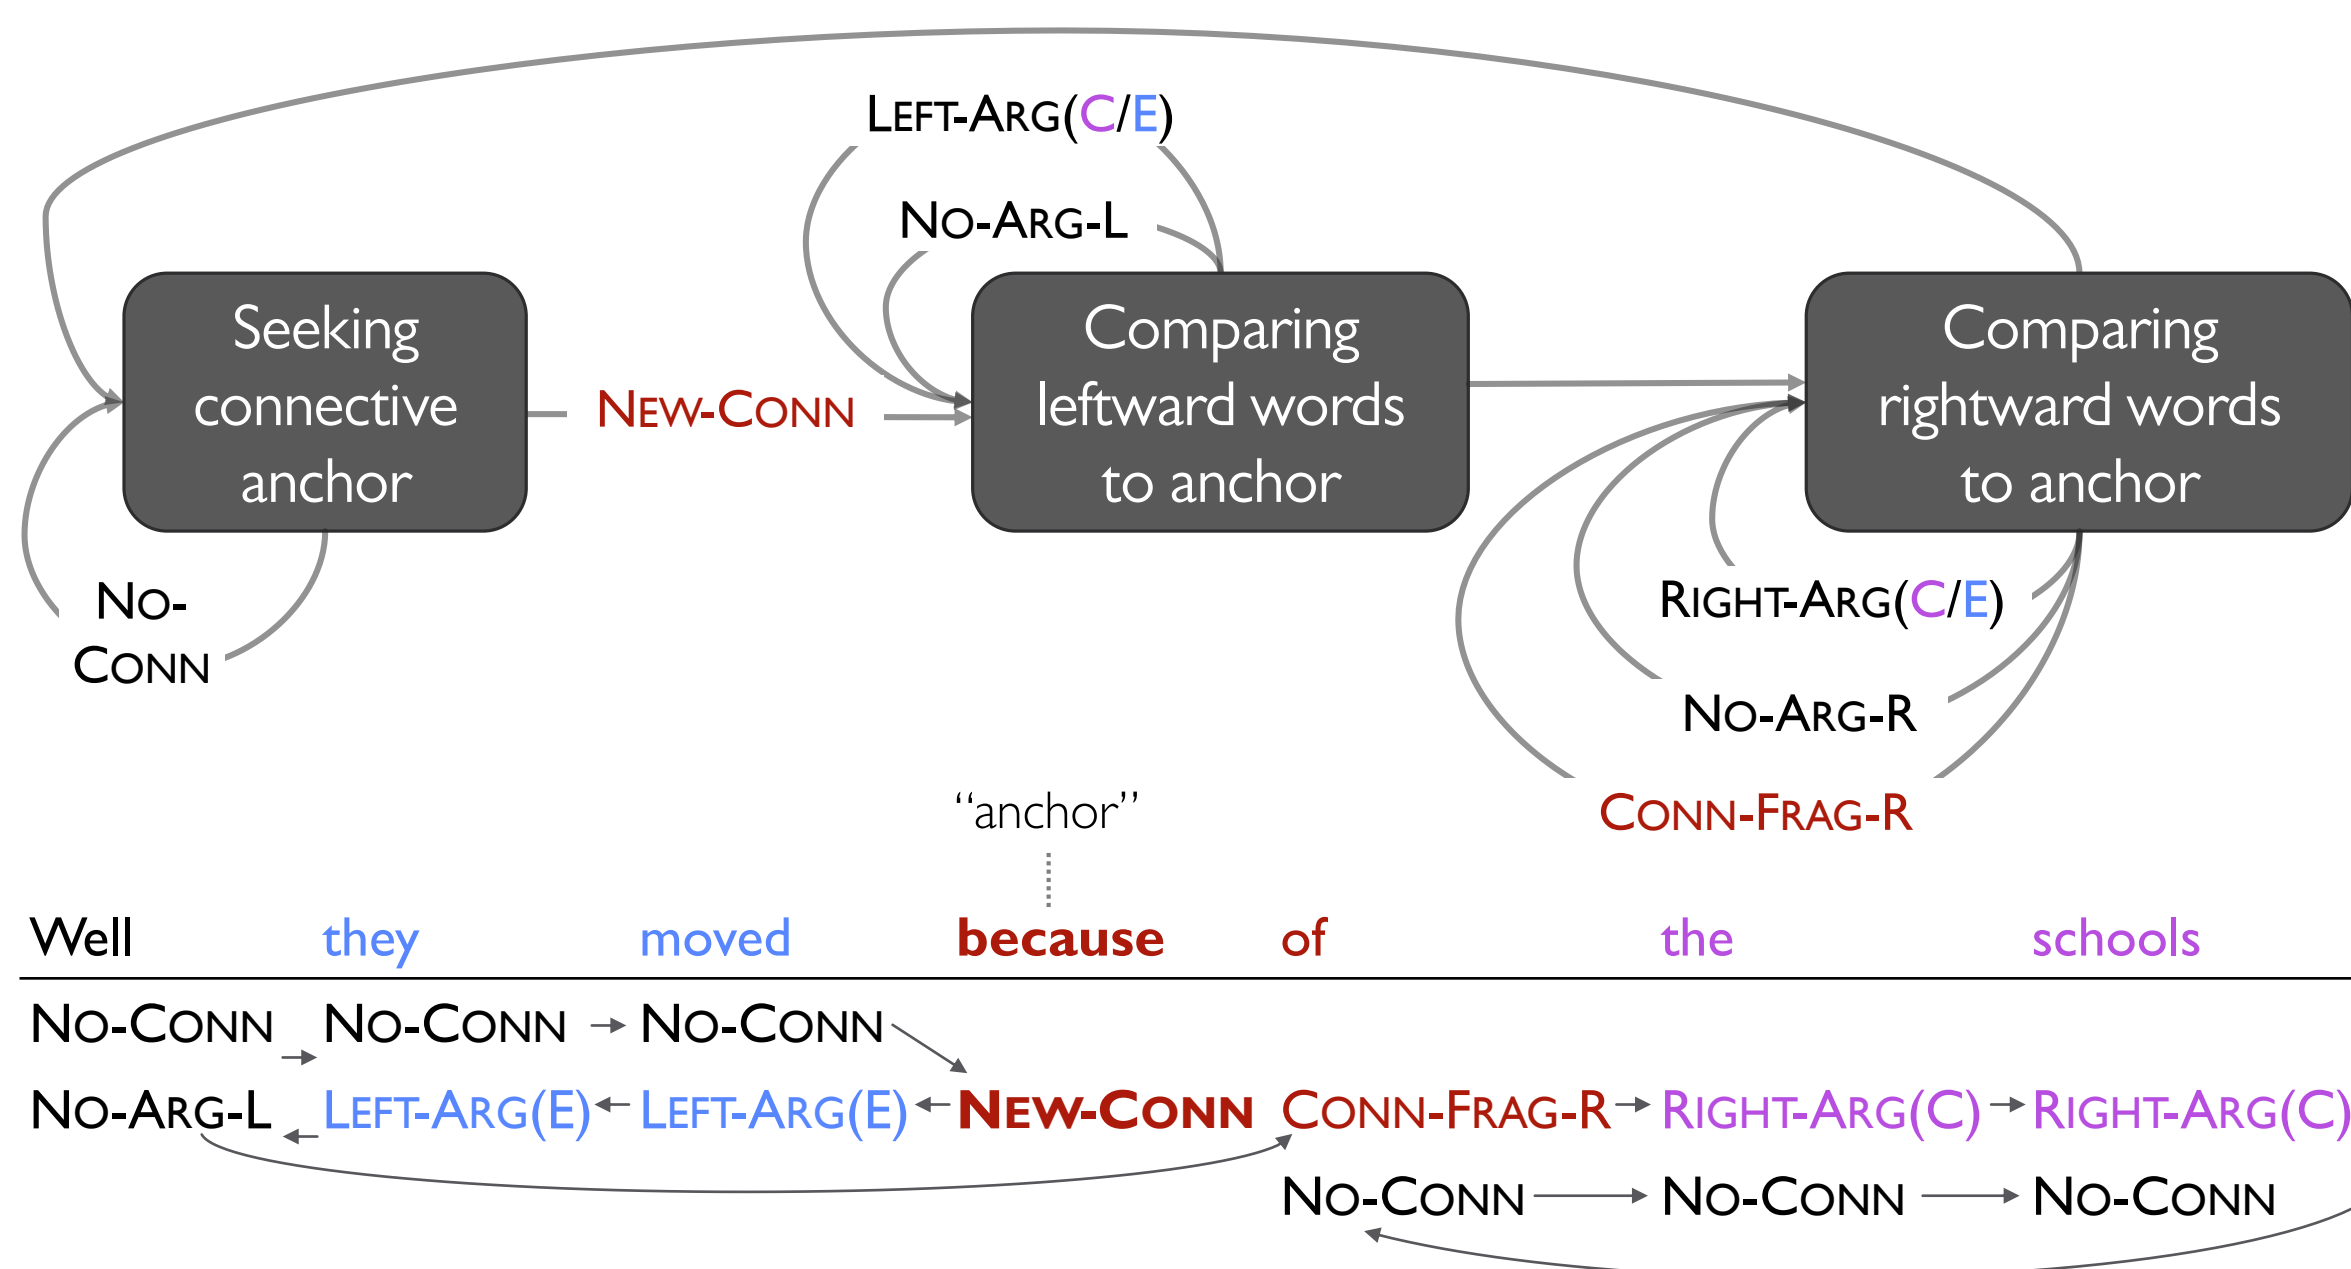 LEFT-ARG(C/E)
NO-ARG-L
Seeking
connective
anchor
NEW-CONN
Comparing
leftward words
to anchor
Comparing
rightward words
to anchor
NO-
CONN
RIGHT-ARG(C/E)
NO-ARG-R
CONN-FRAG-R
“anchor”
Well they moved because of the schools
NO-CONN NO-CONN NO-CONN
NO-ARG-L LEFT-ARG(E) LEFT-ARG(E) NEW-CONN CONN-FRAG-R RIGHT-ARG(C) RIGHT-ARG(C)
NO-CONN NO-CONN NO-CONN